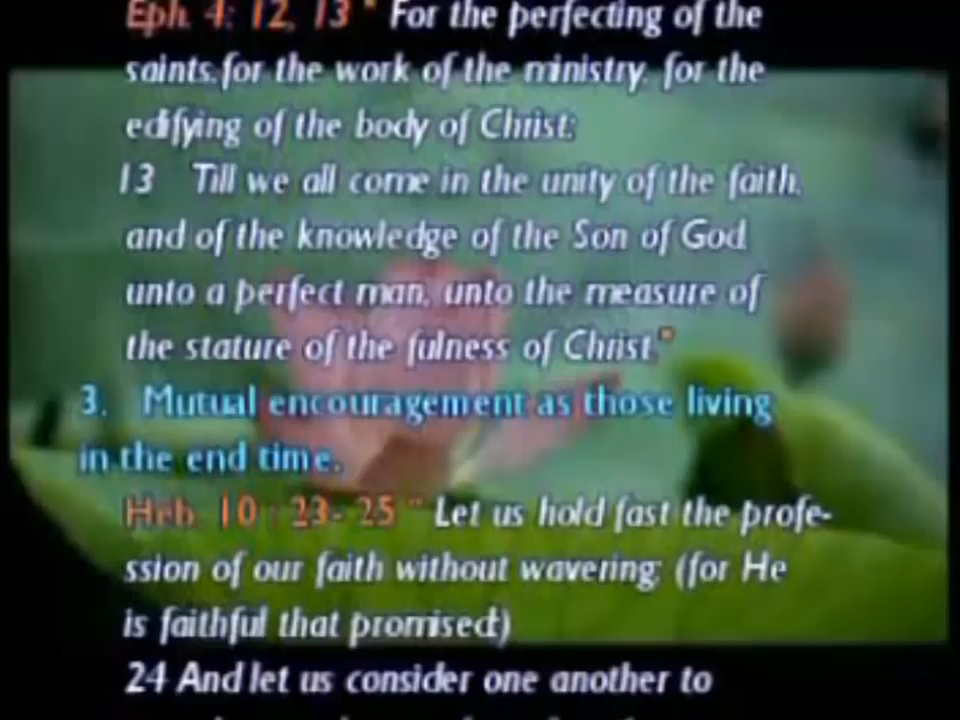 Eph. 4: 12, 13 " For the perfecting of the
saints,for the work of the ministry, for the
edifying of the body of Christ:
13 Till we all come in the unity of the faith,
and of the knowledge of the Son of God,
unto a perfect man, unto the measure of
the stature of the fulness of Christ."
3. Mutual encouragement as those living
in the end time.
Heb. 10 : 23- 25 " Let us hold fast the profe-
ssion of our faith without wavering; (for He
is faithful that promised;)
24 And let us consider one another to